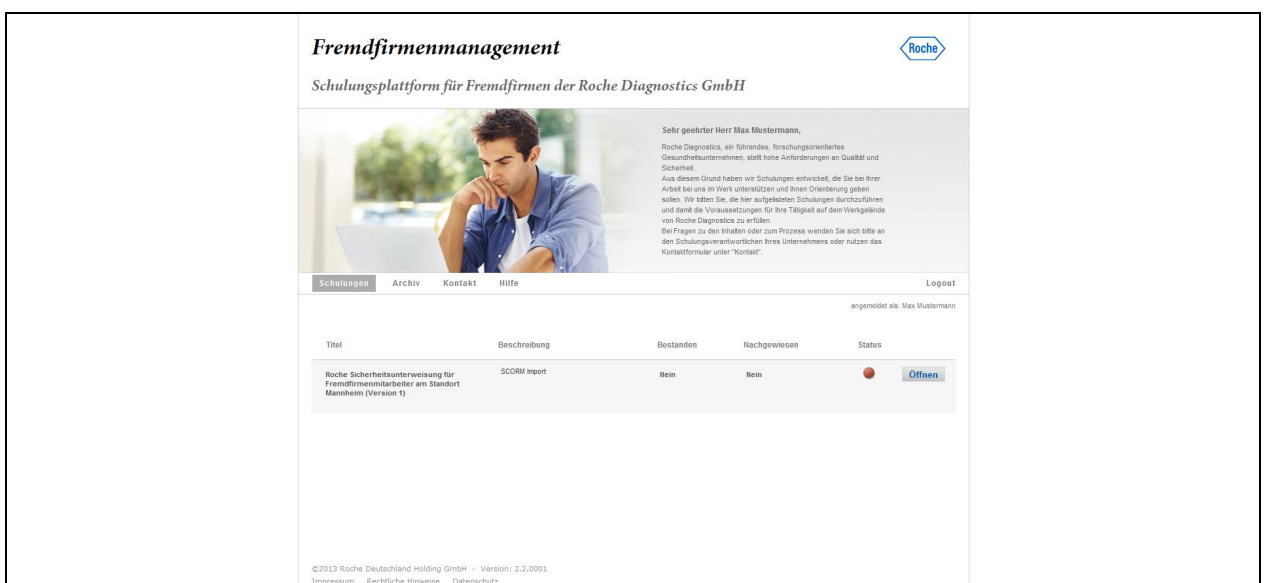 Fremdfirmenmanagement
Roche
Schulungsplattform für Fremdfirmen der Roche Diagnostics GmbH
Sehr geehrter Herr Max Mustermann,
Roche Diagnostics, ein führendes, forschungsorientiertes
Gesundheitsunternehmen, stellt hohe Anforderungen an Qualität und
Sicherheit.
Aus diesem Grund haben wir Schulungen entwickelt, die Sie bei Ihrer
Arbeit bei uns im Werk unterstützen und Ihnen Orientierung geben
sollen. Wir bitten Sie, die hier aufgelisteten Schulungen durchzuführen
und damit die Voraussetzungen für Ihre Tätigkeit auf dem Werkgelände
von Roche Diagnostics zu erfüllen.
Bei Fragen zu den Inhalten oder zum Prozess wenden Sie sich bitte an
den Schulungsverantwortlichen Ihres Unternehmens oder nutzen das
Kontaktformular unter "Kontakt".
Schulungen Archiv Kontakt Hilfe Logout
angemeldet als: Max Mustermann
Titel Beschreibung Bestanden Nachgewiesen Status
Roche Sicherheitsunterweisung für
Fremdfirmenmitarbeiter am Standort
Mannheim (Version 1)
SCORM Import
Nein Nein Öffnen
©2013 Roche Deutschland Holding GmbH - Version: 2.2.0001
Impressum Rechtliche Hinweise Datenschutz